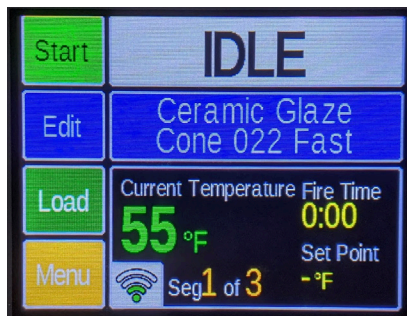 Start
IDLE
Edit
Ceramic Glaze
Cone 022 Fast
Load
Current Temperature
Fire Time
55 °F
0:00
Set Point
Menu
Seg 1 of 3
- °F